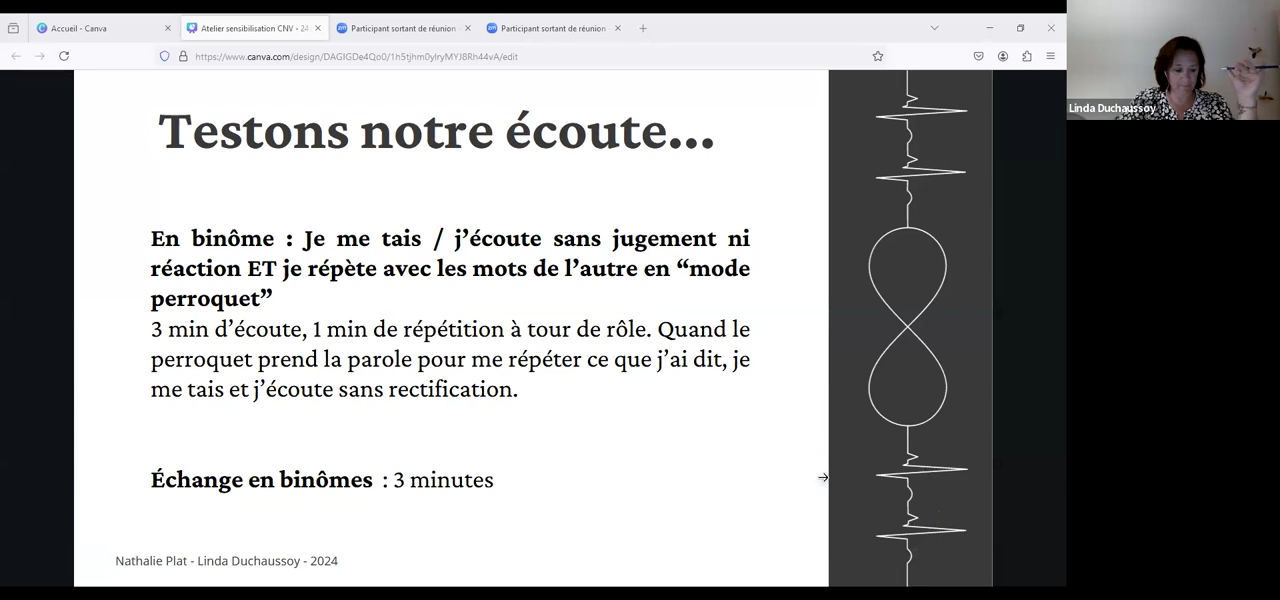 Accueil - Canva
Atelier sensibilisation CNV - 24
Participant sortant de réunion
Participant sortant de réunion
https://www.canva.com/design/DAGIGDe4Qo0/1h5tjhm0ylryMYJ8Rh44vA/edit
Linda Duchaussoy
Testons notre écoute...
En binôme : Je me tais / j’écoute sans jugement ni
réaction ET je répète avec les mots de l’autre en “mode
perroquet”
3 min d’écoute, 1 min de répétition à tour de rôle. Quand le
perroquet prend la parole pour me répéter ce que j’ai dit, je
me tais et j’écoute sans rectification.
Échange en binômes : 3 minutes
Nathalie Plat - Linda Duchaussoy - 2024